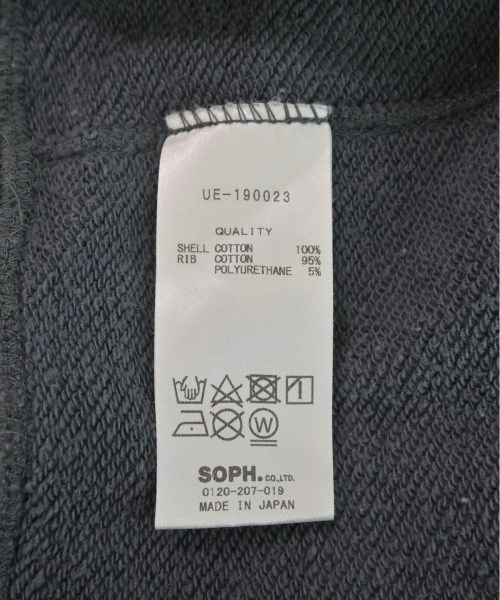 UE-190023
QUALITY
SHELL COTTON 100%
RIB COTTON 95%
POLYURETHANE 5%
W
SOPH. CO.,LTD.
0120-207-019
MADE IN JAPAN